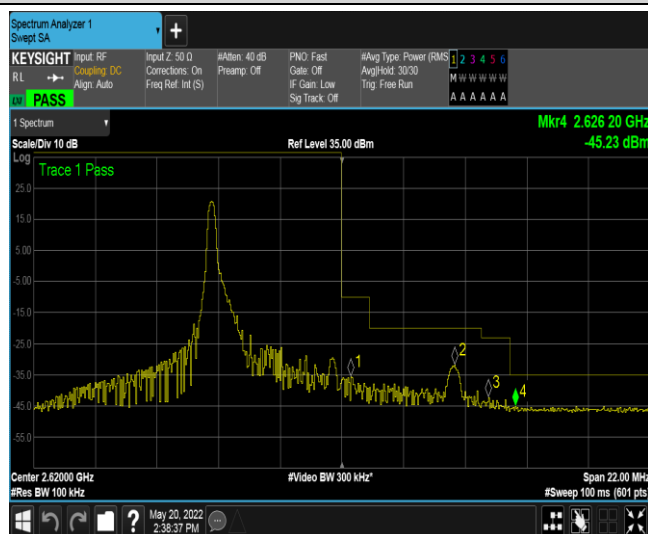 Spectrum Analyzer 1
Swept SA
+
KEYSIGHT Input: RF Input Z: 50 Ω #Atten: 40 dB PNO: Fast #Avg Type: Power (RMS 1 2 3 4 5 6
R L Coupling: DC Corrections: On Preamp: Off Gate: Off Avg|Hold: 30/30 M W W W W W
Align: Auto Freq Ref: Int (S) IF Gain: Low Trig: Free Run
Sig Track: Off A A A A A A
LXI PASS
1 Spectrum Mkr4 2.626 20 GHz
Scale/Div 10 dB Ref Level 35.00 dBm -45.23 dBm
Log
Trace 1 Pass
25.0
15.0
5.00
-5.00
-15.0
-25.0
1 2
-35.0
3 4
-45.0
-55.0
Center 2.62000 GHz #Video BW 300 kHz* Span 22.00 MHz
#Res BW 100 kHz #Sweep 100 ms (601 pts)
? May 20, 2022
2:38:37 PM